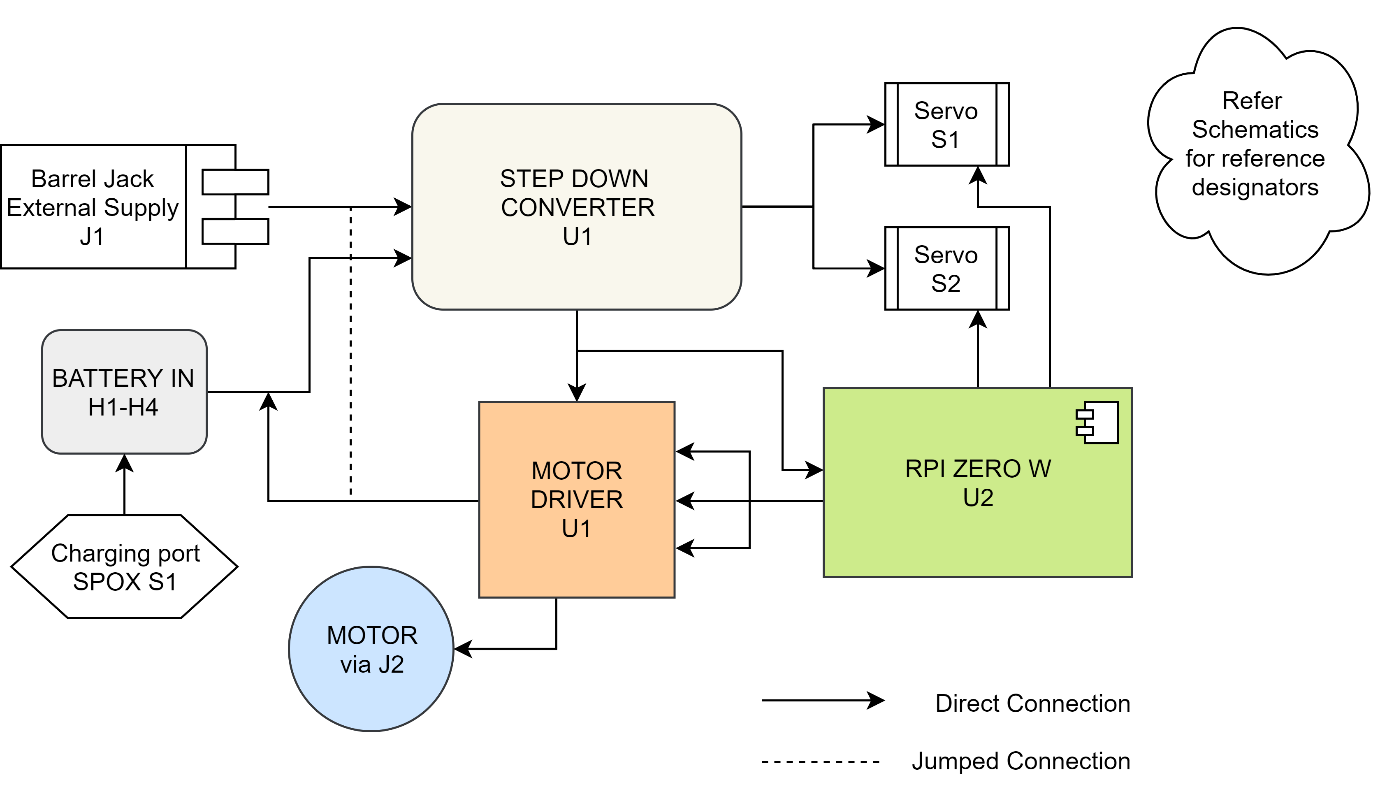 Barrel Jack
External Supply
J1
STEP DOWN
CONVERTER
U1
Servo
S1
Servo
S2
Refer
Schematics
for reference
designators
BATTERY IN
H1-H4
MOTOR
DRIVER
U1
RPI ZERO W
U2
Charging port
SPOX S1
MOTOR
via J2
Direct Connection
Jumped Connection